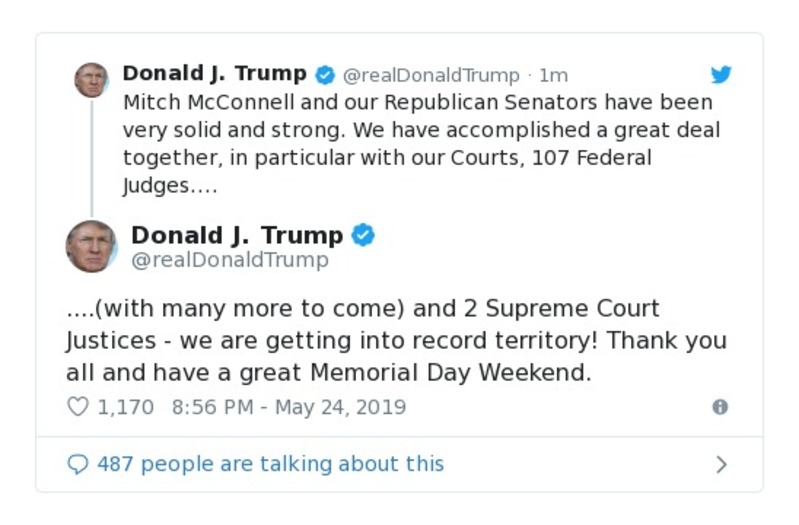 Donald J. Trump @realDonaldTrump · 1m
Mitch McConnell and our Republican Senators have been
very solid and strong. We have accomplished a great deal
together, in particular with our Courts, 107 Federal
Judges....
Donald J. Trump
@realDonaldTrump
....(with many more to come) and 2 Supreme Court
Justices - we are getting into record territory! Thank you
all and have a great Memorial Day Weekend.
1,170 8:56 PM - May 24, 2019
487 people are talking about this